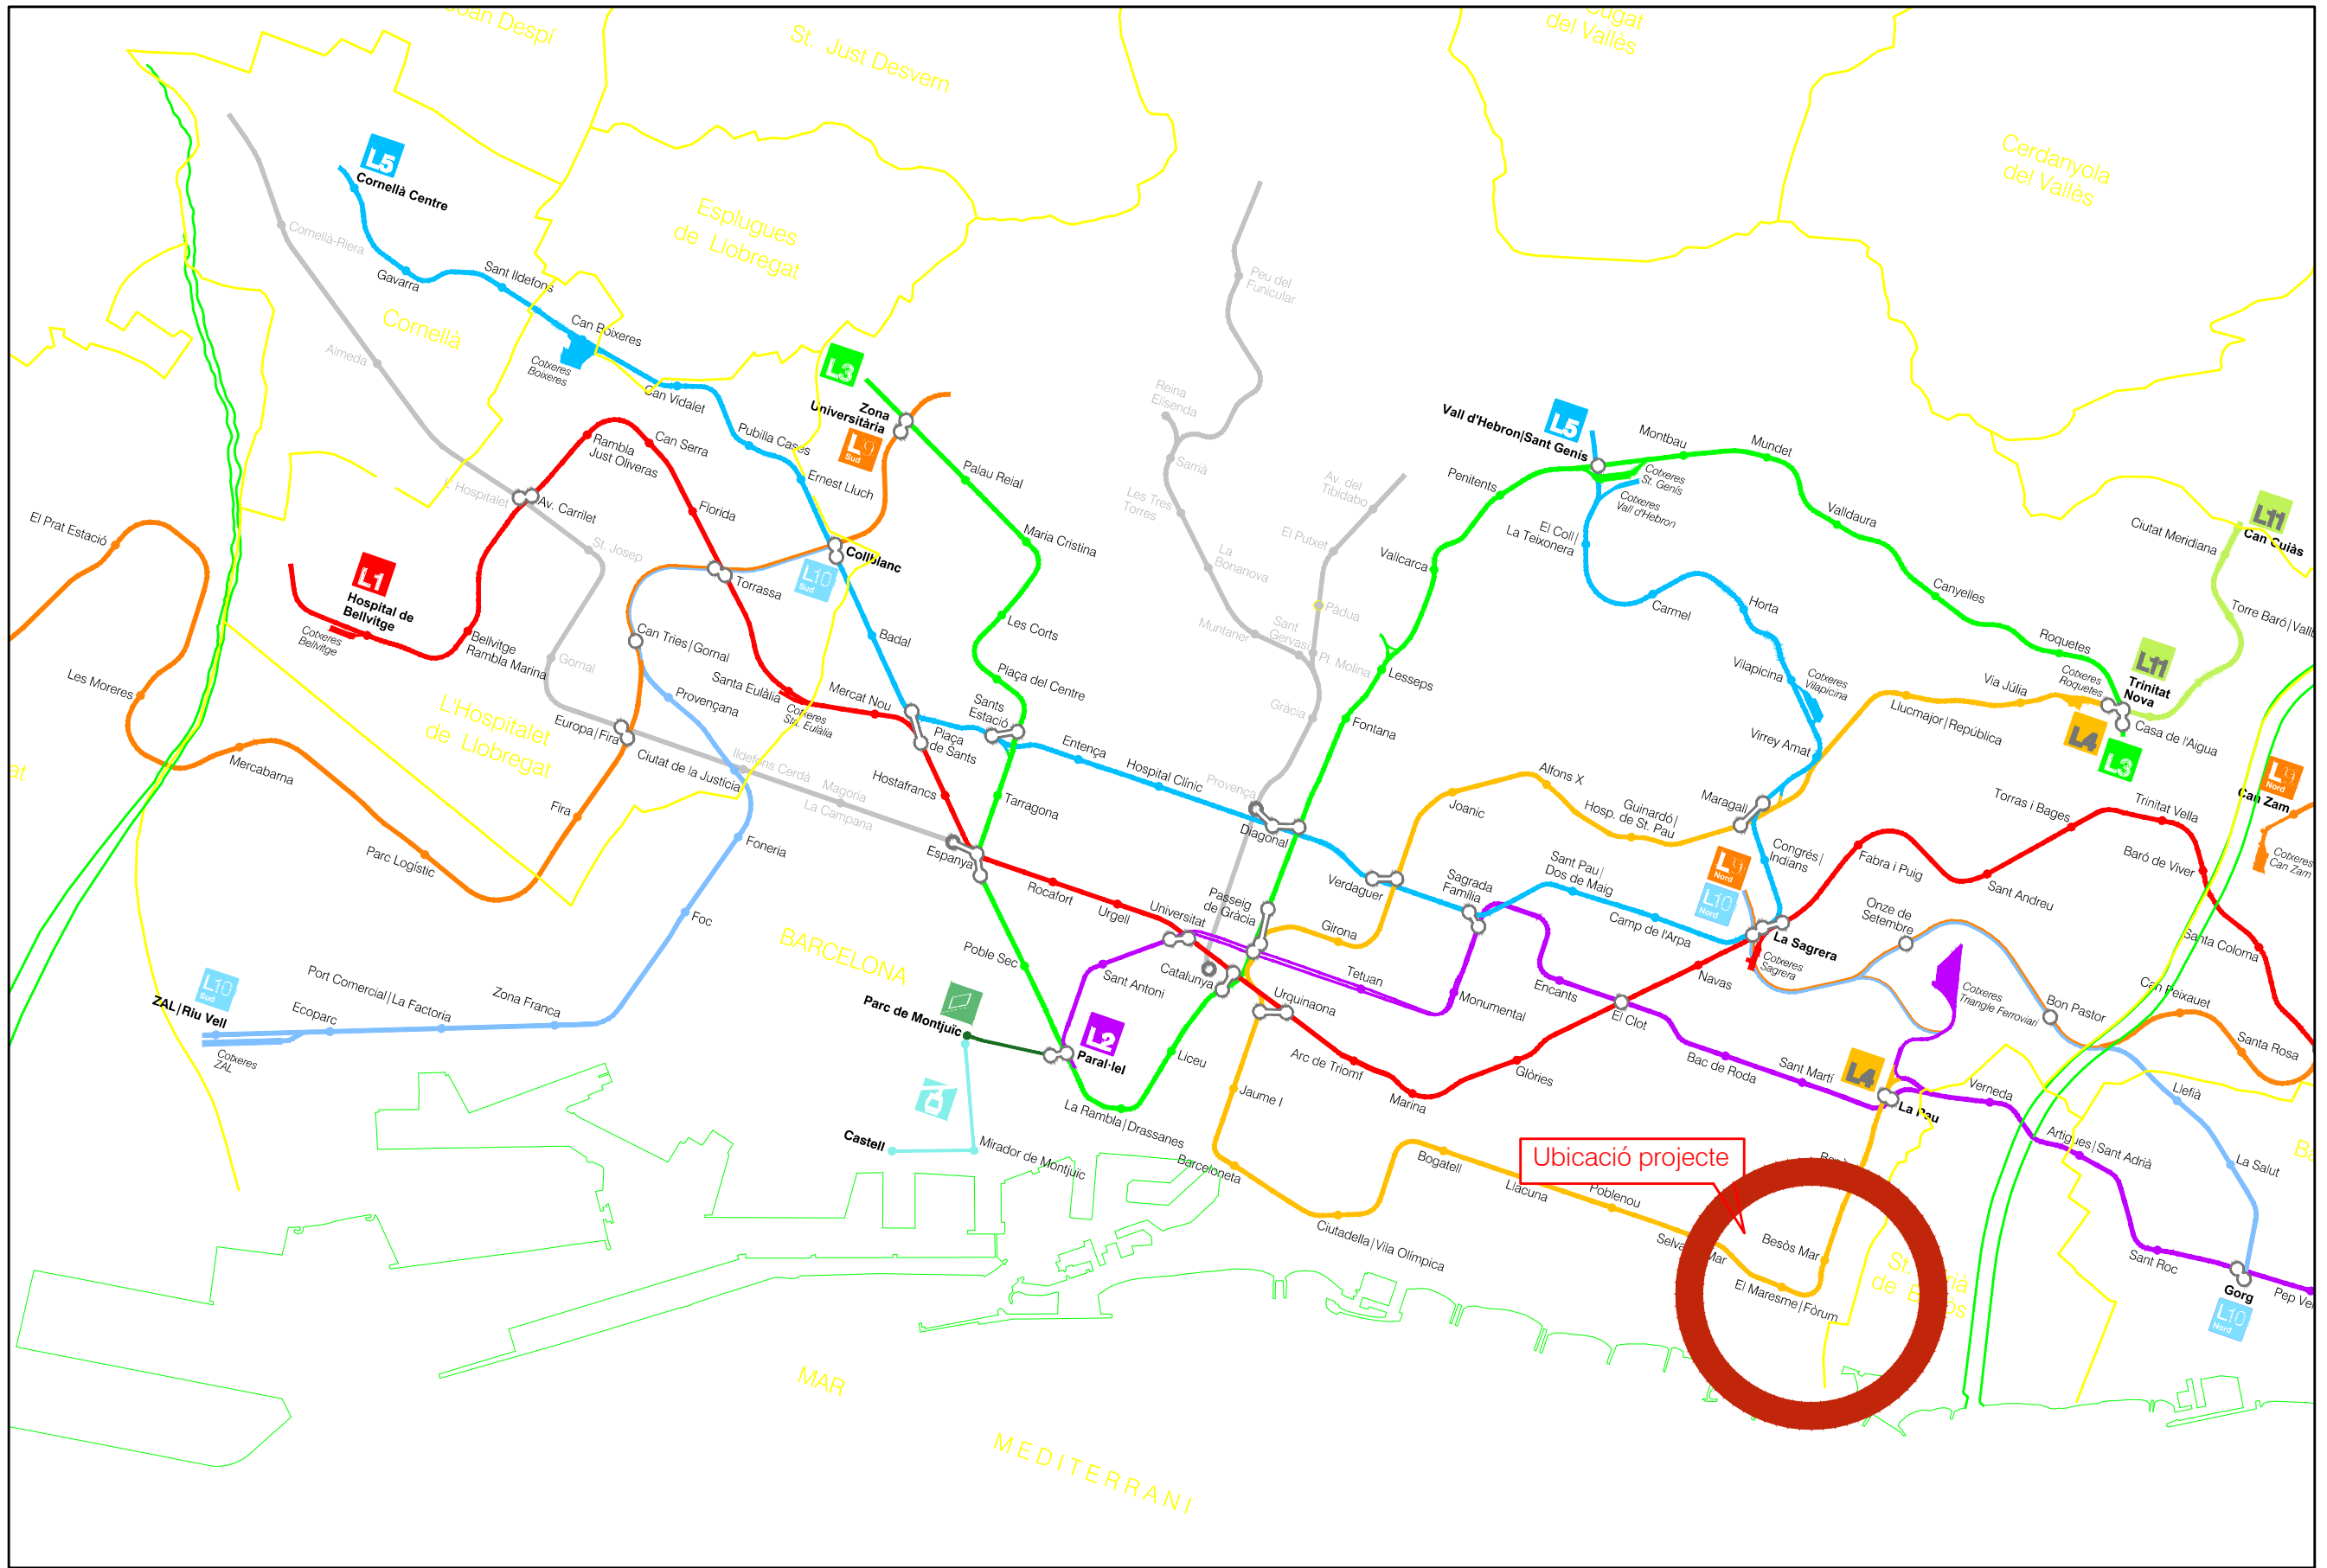 Joan Despí
St. Just Desvern
Cugat
del Vallès
Cerdanyola
del Vallès
L5
Cornellà Centre
Cornellà-Riera
Gavarra
Sant Ildefons
Esplugues
de Llobregat
Peu del
Funicular
Cornellà
Almeda
Can Boixeres
Cotxeres
Boixeres
Can Vidalet
L3
Zona
Universitària
L9
Sud
Reina
Elisenda
Vall d'Hebron|Sant Genís
L5
Montbau
Mundet
Cotxeres
St. Genís
Cotxeres
Vall d'Hebron
Rambla
Just Oliveras
Can Serra
Pubilla Cases
Ernest Lluch
Palau Reial
Sarrià
Les Tres
Torres
Av. del
Tibidabo
Penitents
El Coll|
La Teixonera
Valldaura
Ciutat Meridiana
L11
Can Cuiàs
L'Hospitalet
Av. Carrilet
Florida
El Prat Estació
St. Josep
Maria Cristina
La
Bonanova
El Putxet
Vallcarca
L1
Hospital de
Bellvitge
Cotxeres
Bellvitge
Torrassa
L10
Sud
Collblanc
Pàdua
Carmel
Horta
Canyelles
Torre Baró|Vallb
Bellvitge
Rambla Marina
Gornal
Can Tries|Gornal
Badal
Les Corts
Muntaner
Sant
Gervasi
Pl. Molina
Lesseps
Roquetes
Les Moreres
L'Hospitalet
de Llobregat
Provençana
Santa Eulàlia
Cotxeres
Sta. Eulàlia
Mercat Nou
Plaça del Centre
Sants
Estació
Gràcia
Fontana
Vilapicina
Cotxeres
Vilapicina
Via Júlia
Cotxeres
Roquetes
L11
Trinitat
Nova
Europa|Fira
Ciutat de la Justícia
Ildefons Cerdà
Plaça
de Sants
Entença
Virrey Amat
Llucmajor|República
L4
Casa de l'Aigua
L3
Mercabarna
Magoria
La Campana
Hostafrancs
Tarragona
Hospital Clínic
Provença
Alfons X
Joanic
Hosp. de St. Pau
Guinardó|
Maragall
Torras i Bages
Trinitat Vella
L9
Nord
Can Zam
Cotxeres
Can Zam
Fira
Parc Logístic
Foneria
Espanya
Diagonal
Congrés|
Indians
Fabra i Puig
Baró de Viver
Foc
Rocafort
Urgell
Universitat
Passeig
de Gràcia
Verdaguer
Sagrada
Família
Sant Pau|
Dos de Maig
Camp de l'Arpa
L9
Nord
L10
Nord
Sant Andreu
Onze de
Setembre
Santa Coloma
BARCELONA
Poble Sec
Sant Antoni
Catalunya
Girona
Tetuan
Monumental
Encants
Navas
La Sagrera
Cotxeres
Sagrera
Cotxeres
Triangle Ferroviari
Can Peixauet
Bon Pastor
L10
Sud
ZAL|Riu Vell
Cotxeres
ZAL
Ecoparc
Port Comercial|La Factoria
Zona Franca
Parc de Montjuïc
L2
Paral·lel
Liceu
Urquinaona
Arc de Triomf
El Clot
Glòries
Bac de Roda
Sant Martí
L4
La Pau
Verneda
Santa Rosa
Llefià
Castell
Mirador de Montjuïc
La Rambla|Drassanes
Jaume I
Marina
Artigues|Sant Adrià
La Salut
Barceloneta
Bogatell
Ubicació projecte
Llacuna
Poblenou
Ciutadella|Vila Olímpica
Besòs Mar
El Maresme|Fòrum
Sant Roc
Gorg
L10
Nord
MAR
MEDITERRANI